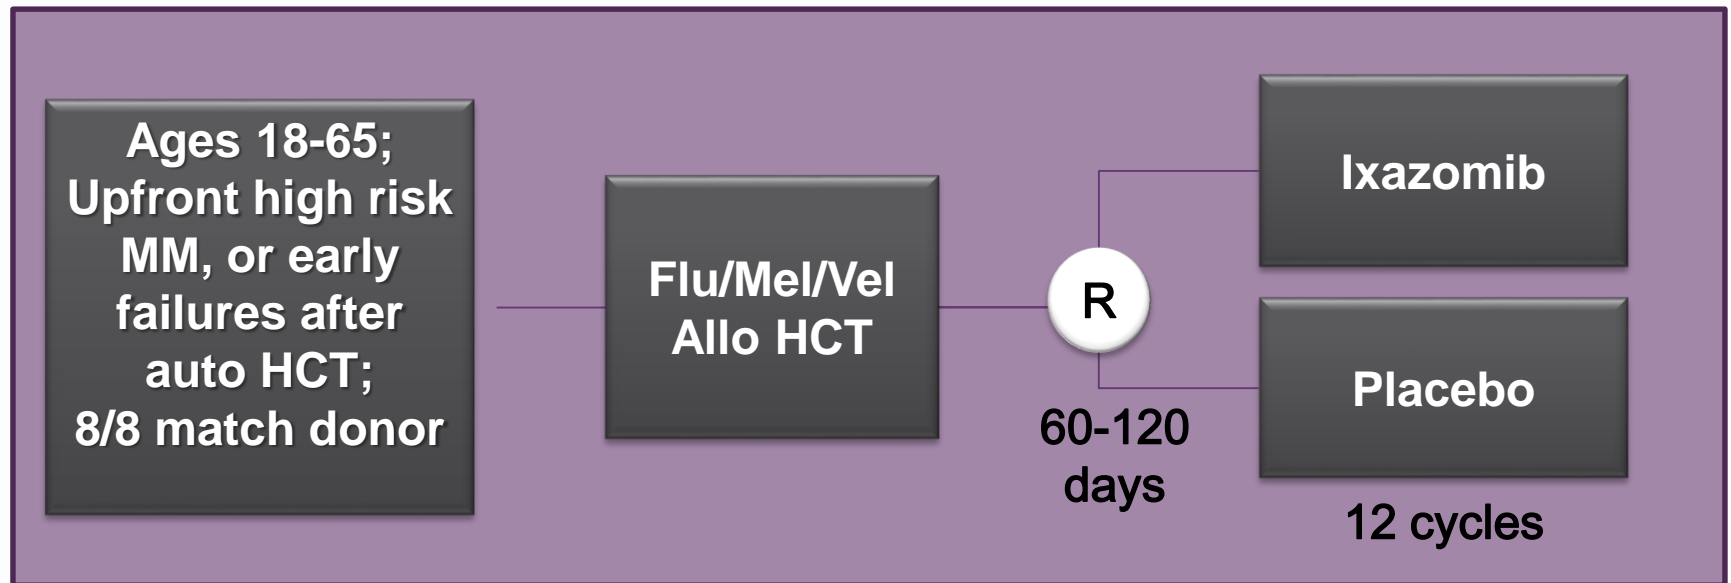 Ages 18-65;
Upfront high risk
MM, or early
failures after
auto HCT;
8/8 match donor
Flu/Mel/Vel
Allo HCT
R
60-120
days
Ixazomib
Placebo
12 cycles